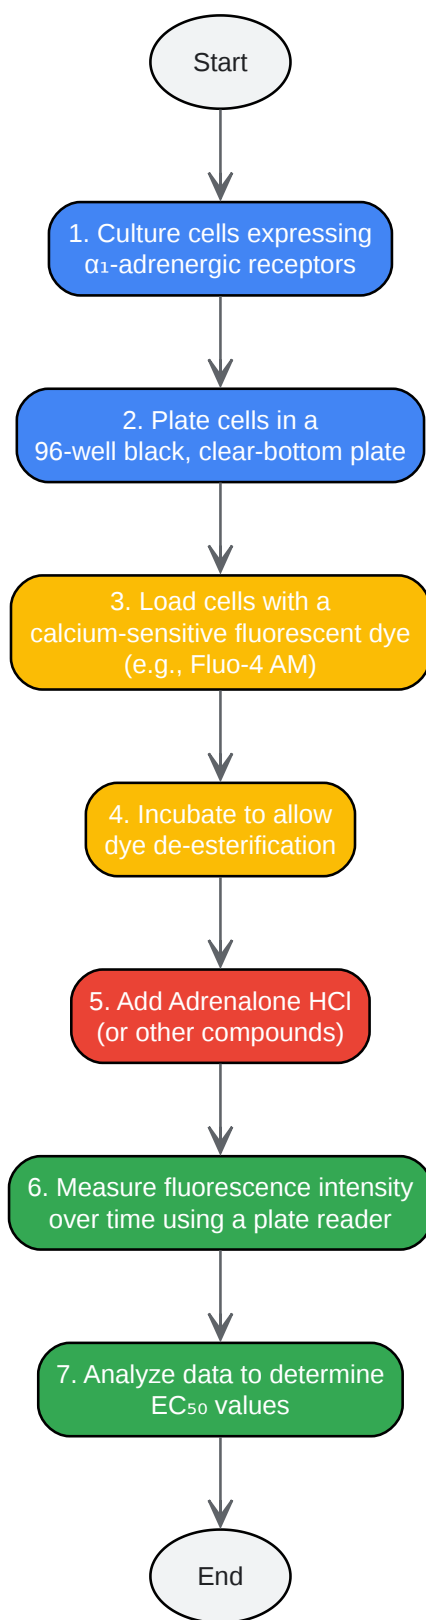 Start
1. Culture cells expressing
α₁-adrenergic receptors
2. Plate cells in a
96-well black, clear-bottom plate
3. Load cells with a
calcium-sensitive fluorescent dye
(e.g., Fluo-4 AM)
4. Incubate to allow
dye de-esterification
5. Add Adrenalone HCl
(or other compounds)
6. Measure fluorescence intensity
over time using a plate reader
7. Analyze data to determine
EC₅₀ values
End